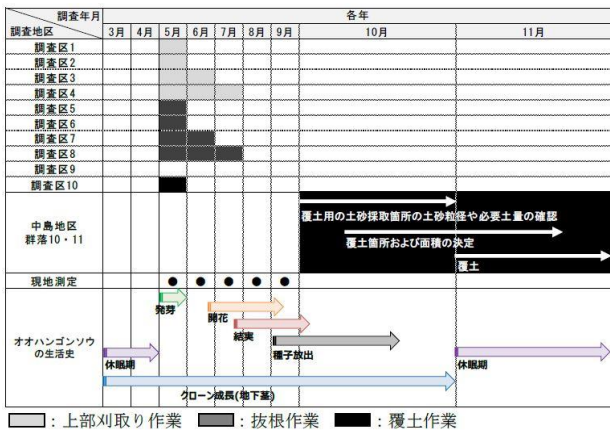 調査年月 各年
調査地区 3月 4月 5月 6月 7月 8月 9月 10月 11月
調査区1
調査区2
調査区3
調査区4
調査区5
調査区6
調査区7
調査区8
調査区9
調査区10
中島地区
群落10・11
覆土用の土砂採取箇所の土砂粒径や必要土量の確認
覆土箇所および面積の決定
覆土
現地測定 ● ● ● ● ●
オオハンゴンソウ
の生活史
発芽 開花
結実
休眠期 種子放出 休眠期
クローン成長(地下茎)
:上部刈取り作業 :抜根作業 :覆土作業